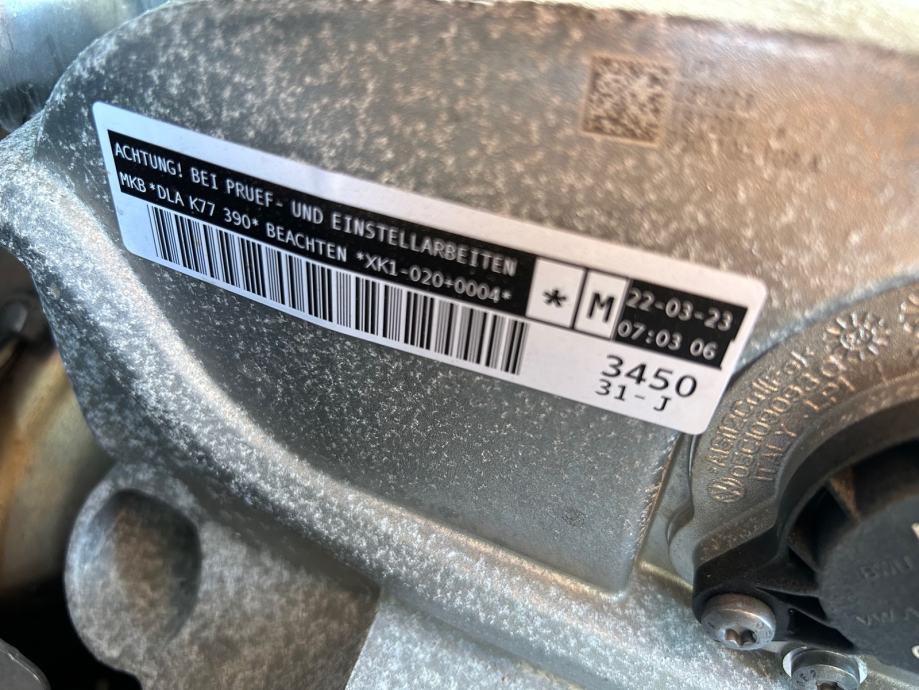 ACHTUNG! BEI PRUEF- UND EINSTELLARBEITEN
MKB *DLA K77 390* BEACHTEN *XK1-020+0004*
* M
22-03-23
07:03 06
3450
31-J
ITALY